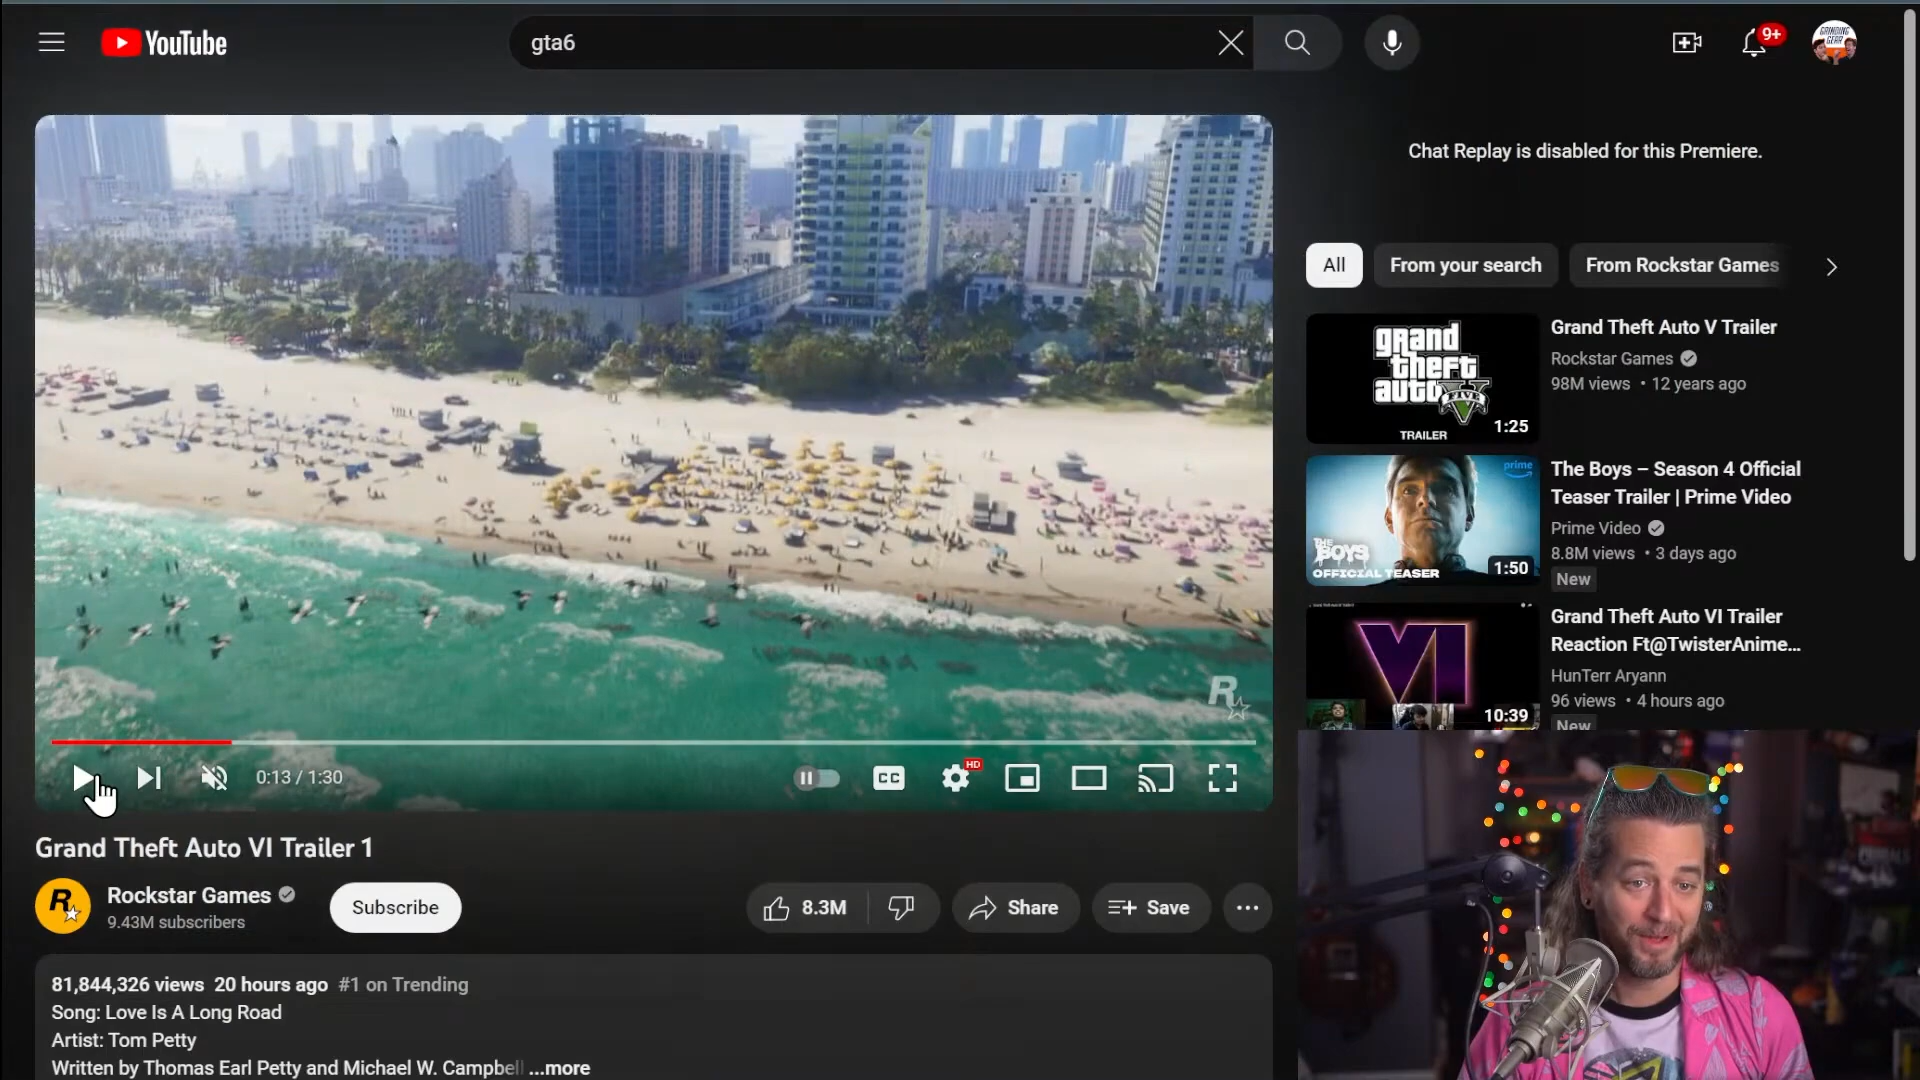 YouTube
gta6
9+
GRINDING
GEAR
Chat Replay is disabled for this Premiere.
All
From your search
From Rockstar Games
grand
theft
auto
FIVE
TRAILER
1:25
Grand Theft Auto V Trailer
Rockstar Games
98M views • 12 years ago
prime
THE
BOYS
OFFICIAL TEASER
1:50
The Boys – Season 4 Official
Teaser Trailer | Prime Video
Prime Video
8.8M views • 3 days ago
New
VI
10:39
Grand Theft Auto VI Trailer
Reaction Ft@TwisterAnime...
HunTerr Aryann
96 views • 4 hours ago
New
R
0:13 / 1:30
CC
HD
Grand Theft Auto VI Trailer 1
R
Rockstar Games
9.43M subscribers
Subscribe
8.3M
Share
Save
81,844,326 views 20 hours ago #1 on Trending
Song: Love Is A Long Road
Artist: Tom Petty
Written by Thomas Earl Petty and Michael W. Campbell ...more